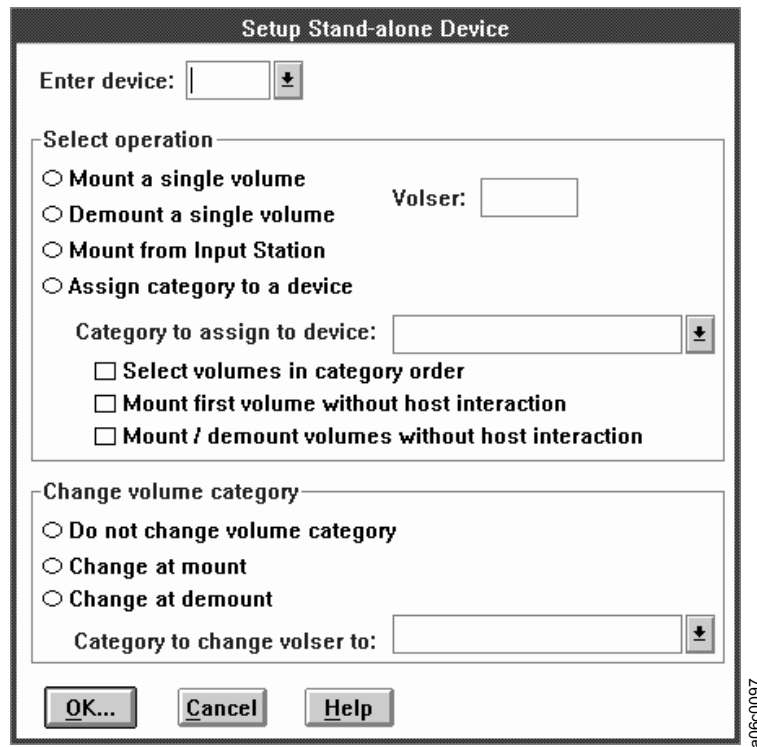 Setup Stand-alone Device
Enter device:
Select operation
Mount a single volume
Volser:
Demount a single volume
Mount from Input Station
Assign category to a device
Category to assign to device:
Select volumes in category order
Mount first volume without host interaction
Mount / demount volumes without host interaction
Change volume category
Do not change volume category
Change at mount
Change at demount
Category to change volser to:
OK... Cancel Help
a06c0097